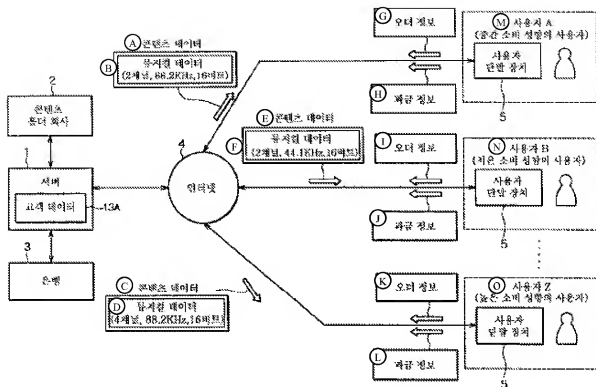 2
콘텐츠
홀더 회사
1
서버
고객 데이터
13A
3
은행
4
인터넷
A 콘텐츠 데이터
B 뮤지컬 데이터
(2채널, 88.2KHz, 16비트)
E 콘텐츠 데이터
F 뮤지컬 데이터
(2채널, 44.1KHz, 16비트)
C 콘텐츠 데이터
D 뮤지컬 데이터
(4채널, 88.2KHz, 16비트)
G 오더 정보
H 과금 정보
M 사용자 A
(중간 소비 성향의 사용자)
사용자
단말 장치
5
I 오더 정보
J 과금 정보
N 사용자 B
(적은 소비 성향의 사용자)
사용자
단말 장치
5
K 오더 정보
L 과금 정보
O 사용자 Z
(높은 소비 성향의 사용자)
사용자
단말 장치
5